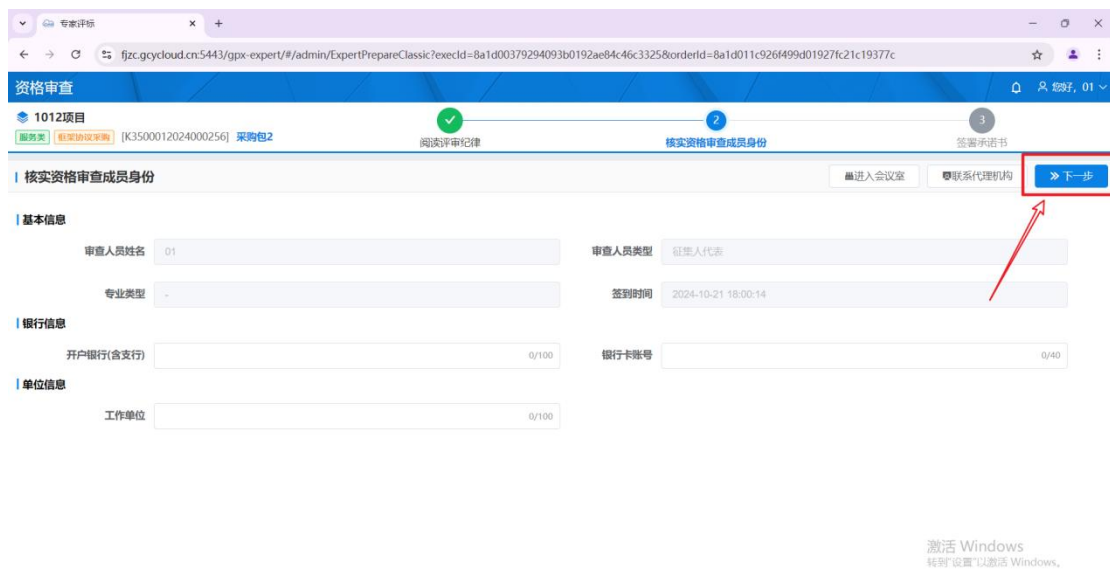 专家评标
fjzc.gcycloud.cn:5443/gpx-expert/#/admin/ExpertPrepareClassic?execId=8a1d00379294093b0192ae84c46c3325&orderId=8a1d011c926f499d01927fc21c19377c
资格审查 您好，01
1012项目
服务类 框架协议采购 [K3500012024000256] 采购包2
阅读评审纪律 2 核实资格审查成员身份 3 签署承诺书
核实资格审查成员身份 进入会议室 联系代理机构 下一步
基本信息
审查人员姓名 01 审查人员类型 征集人代表
专业类型 - 签到时间 2024-10-21 18:00:14
银行信息
开户银行(含支行) 0/100 银行卡账号 0/40
单位信息
工作单位 0/100
激活 Windows
转到"设置"以激活 Windows。